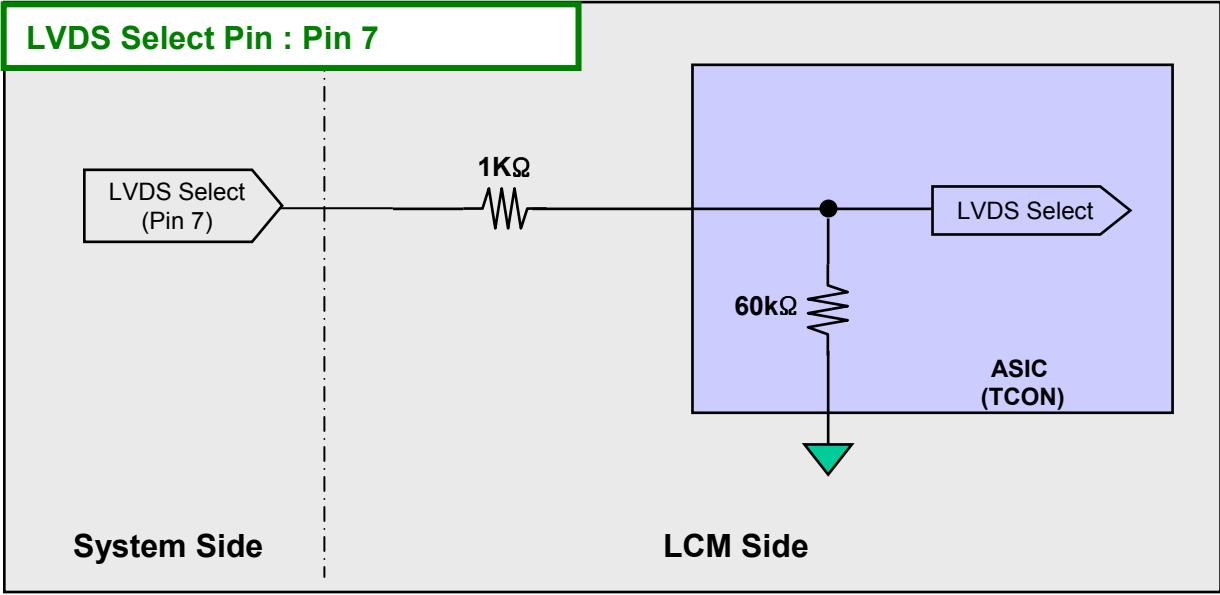 LVDS Select Pin : Pin 7
1KΩ
LVDS Select
(Pin 7)
LVDS Select
60kΩ
ASIC
(TCON)
System Side
LCM Side